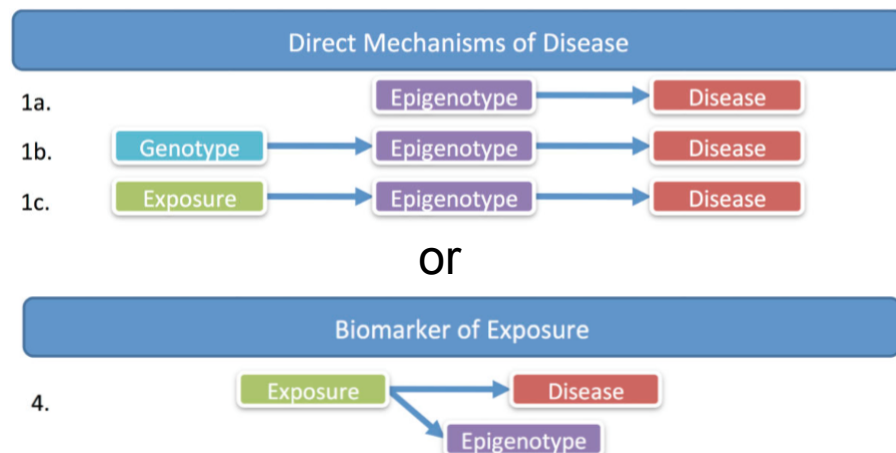 Direct Mechanisms of Disease
1a. Epigenotype Disease
1b. Genotype Epigenotype Disease
1c. Exposure Epigenotype Disease
or
Biomarker of Exposure
4. Exposure Disease
Epigenotype